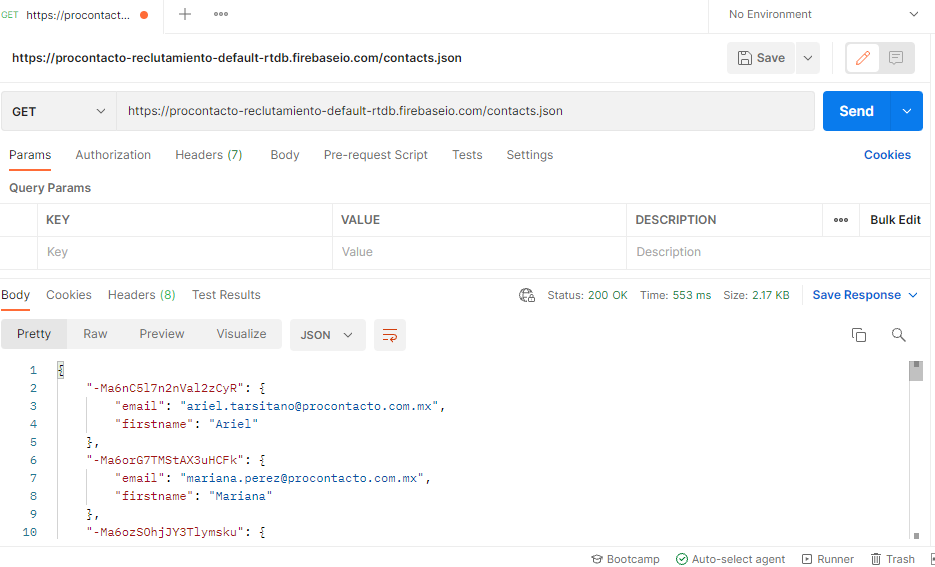 GET https://procontact...
No Environment
https://procontacto-reclutamiento-default-rtdb.firebaseio.com/contacts.json
Save
GET https://procontacto-reclutamiento-default-rtdb.firebaseio.com/contacts.json Send
Params Authorization Headers (7) Body Pre-request Script Tests Settings Cookies
Query Params
KEY VALUE DESCRIPTION Bulk Edit
Key Value Description
Body Cookies Headers (8) Test Results Status: 200 OK Time: 553 ms Size: 2.17 KB Save Response
Pretty Raw Preview Visualize JSON
1 {
2 "-Ma6nC5l7n2nVal2zCyR": {
3 "email": "ariel.tarsitano@procontacto.com.mx",
4 "firstname": "Ariel"
5 },
6 "-Ma6orG7TMStAX3uHCFk": {
7 "email": "mariana.perez@procontacto.com.mx",
8 "firstname": "Mariana"
9 },
10 "-Ma6ozSOhjJY3Tlymsku": {
Bootcamp Auto-select agent Runner Trash